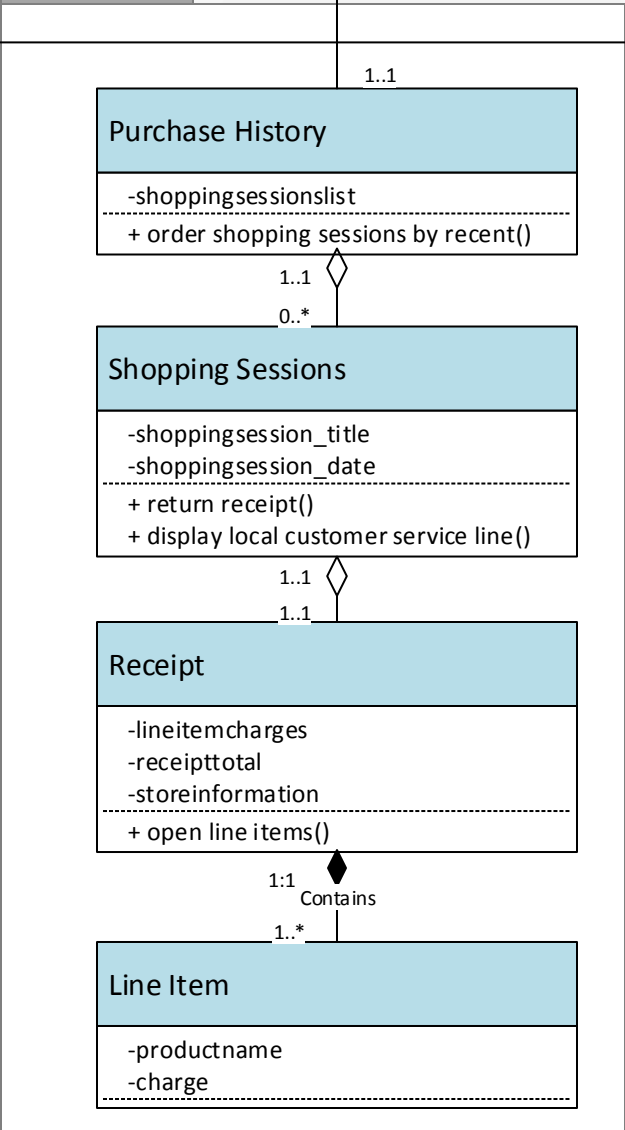 1..1
Purchase History
-shoppingsessionslist
+ order shopping sessions by recent()
1..1
0..*
Shopping Sessions
-shoppingsession_title
-shoppingsession_date
+ return receipt()
+ display local customer service line()
1..1
1..1
Receipt
-lineitemcharges
-receipttotal
-storeinformation
+ open line items()
1:1
Contains
1..*
Line Item
-productname
-charge